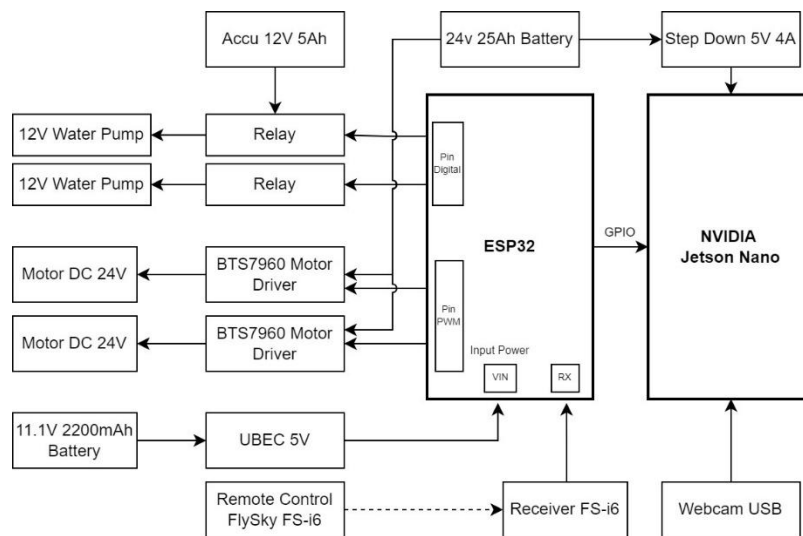 Accu 12V 5Ah
24v 25Ah Battery
Step Down 5V 4A
12V Water Pump
Relay
Pin
Digital
12V Water Pump
Relay
ESP32
GPIO
NVIDIA
Jetson Nano
Motor DC 24V
BTS7960 Motor
Driver
Pin
PWM
Motor DC 24V
BTS7960 Motor
Driver
Input Power
VIN
RX
11.1V 2200mAh
Battery
UBEC 5V
Remote Control
FlySky FS-i6
Receiver FS-i6
Webcam USB